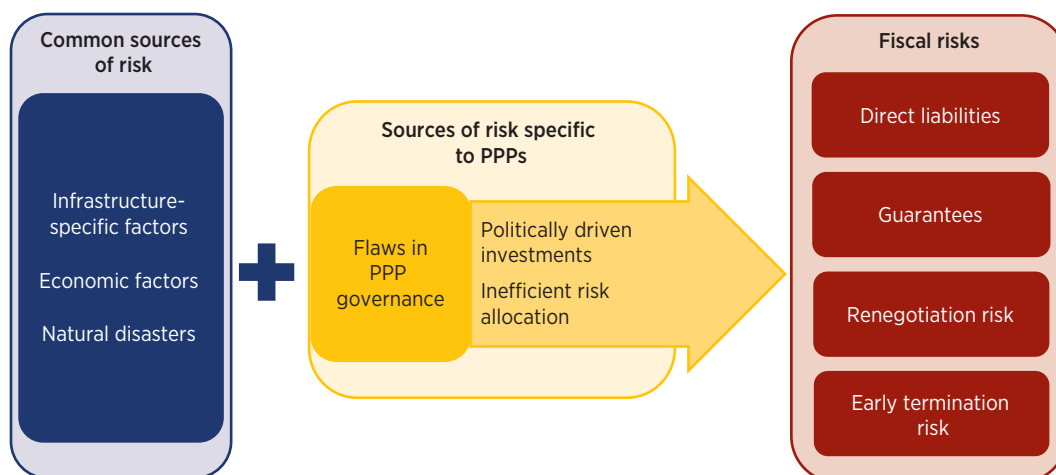 Common sources
of risk
Infrastructure-
specific factors
Economic factors
Natural disasters
Sources of risk specific
to PPPs
Flaws in
PPP
governance
Politically driven
investments
Inefficient risk
allocation
Fiscal risks
Direct liabilities
Guarantees
Renegotiation risk
Early termination
risk